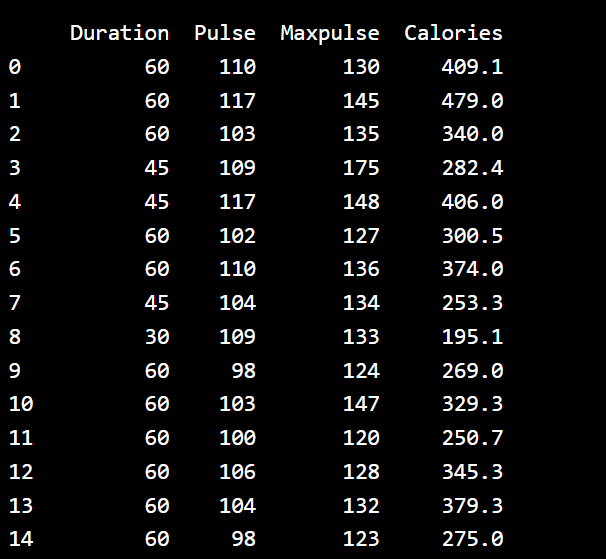 Duration Pulse Maxpulse Calories
0 60 110 130 409.1
1 60 117 145 479.0
2 60 103 135 340.0
3 45 109 175 282.4
4 45 117 148 406.0
5 60 102 127 300.5
6 60 110 136 374.0
7 45 104 134 253.3
8 30 109 133 195.1
9 60 98 124 269.0
10 60 103 147 329.3
11 60 100 120 250.7
12 60 106 128 345.3
13 60 104 132 379.3
14 60 98 123 275.0